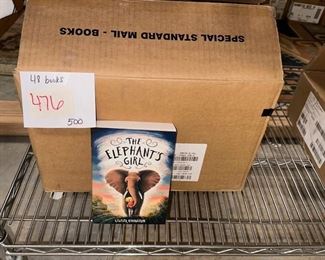 SPECIAL STANDARD MAIL - BOOKS
48 books
476
500
THE
ELEPHANT'S
GIRL